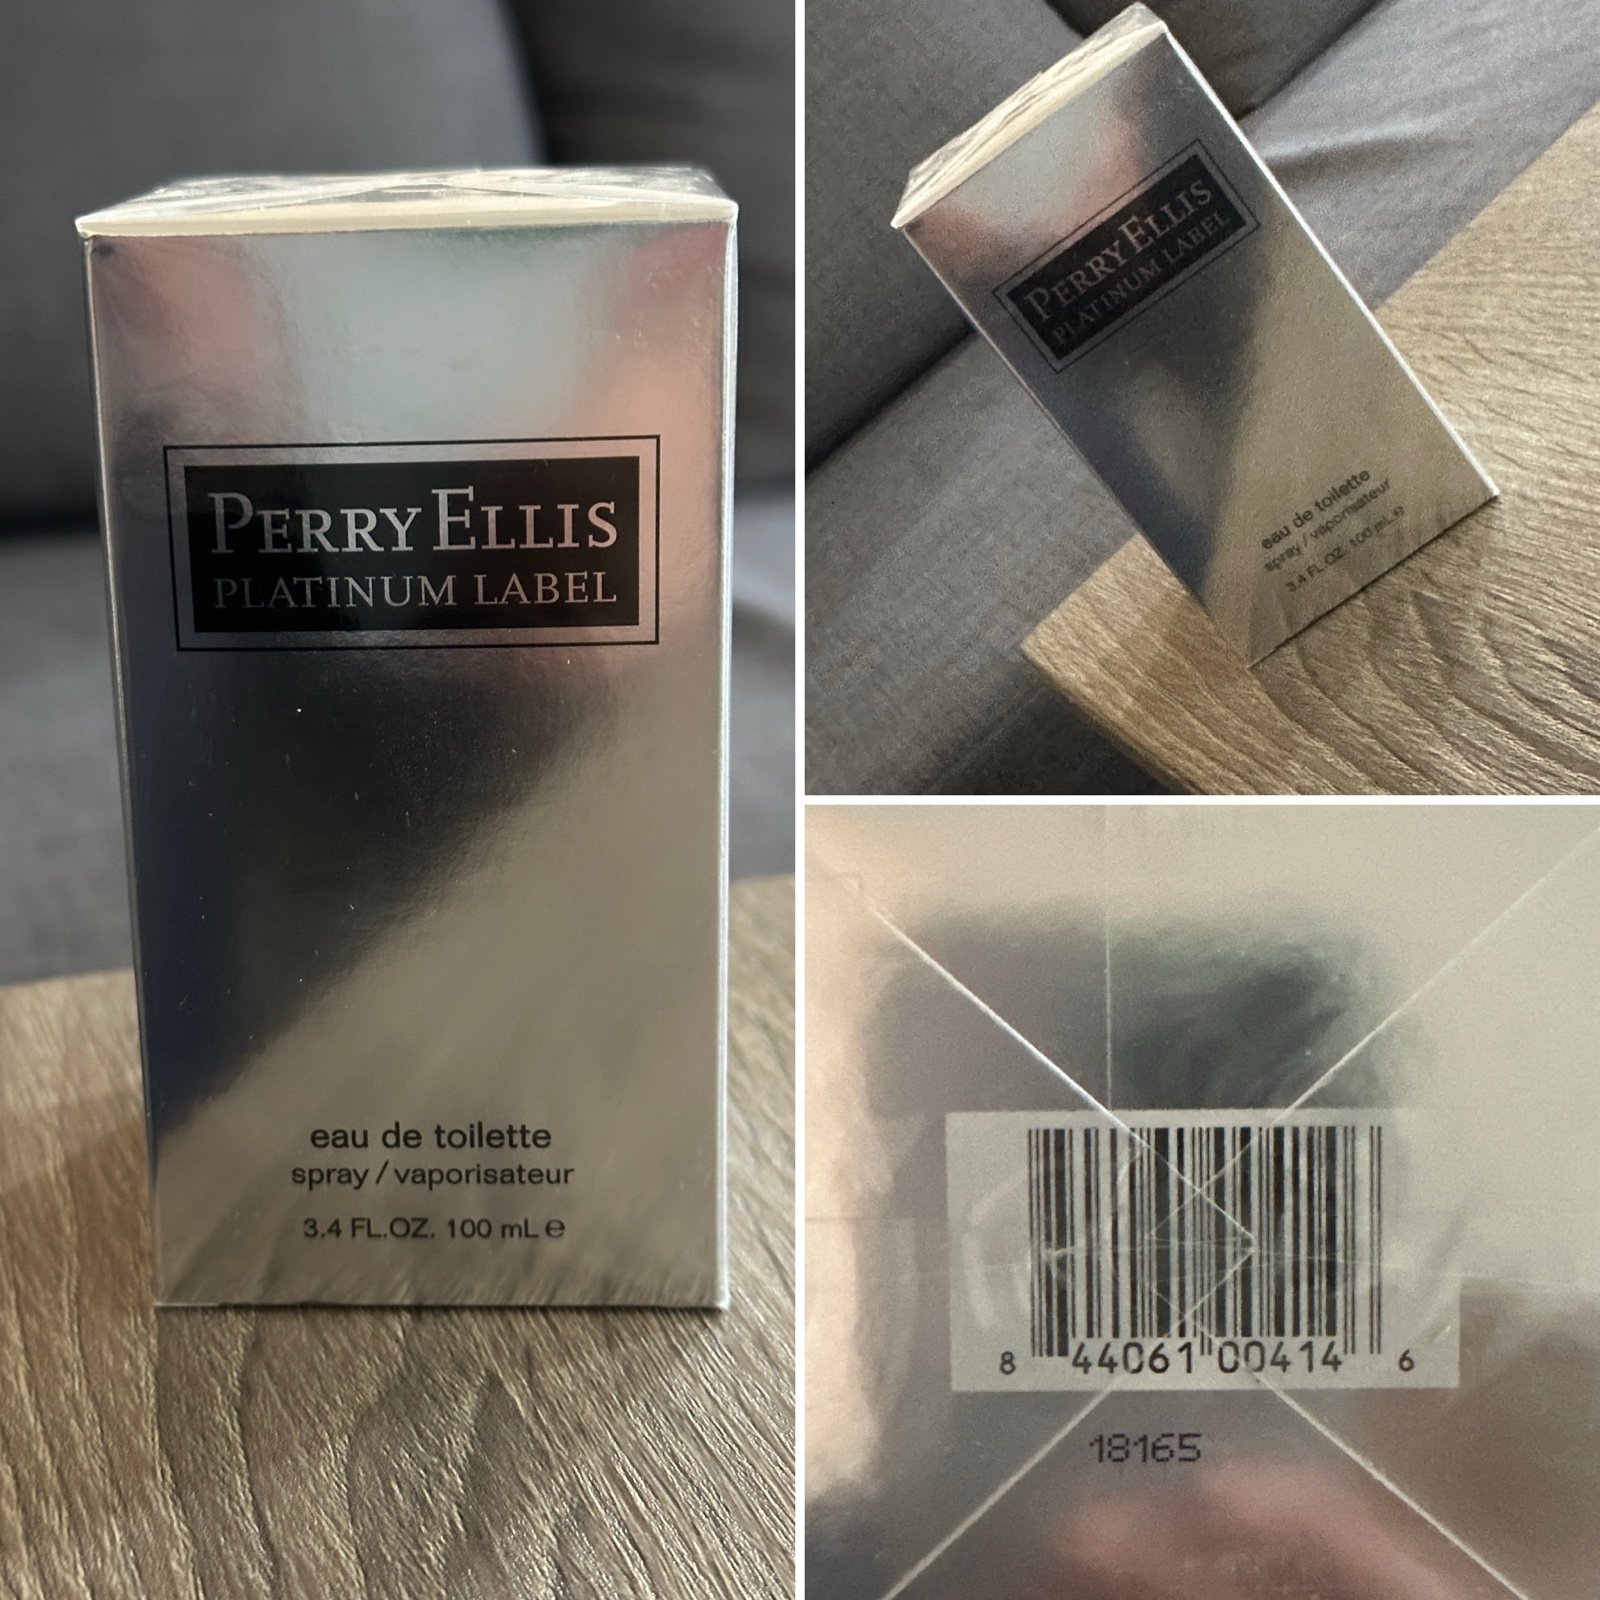 PERRY ELLIS
PLATINUM LABEL
eau de toilette
spray / vaporisateur
3.4 FL.OZ. 100 mL ℮
PERRY ELLIS
PLATINUM LABEL
eau de toilette
spray / vaporisateur
3.4 FL.OZ. 100 mL ℮
8 44061 00414 6
18165